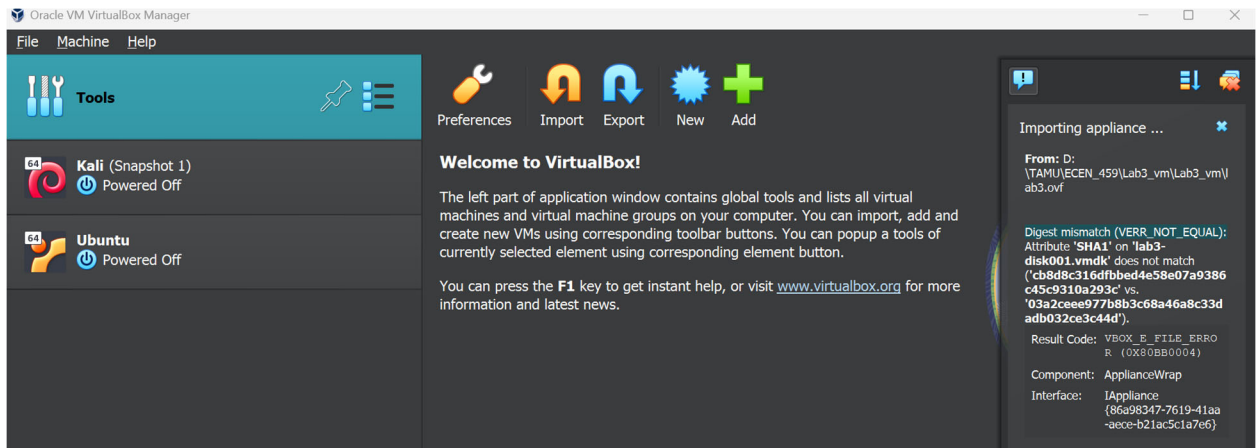 Oracle VM VirtualBox Manager
File Machine Help
Tools
64
Kali (Snapshot 1)
Powered Off
64
Ubuntu
Powered Off
Preferences Import Export New Add
Welcome to VirtualBox!
The left part of application window contains global tools and lists all virtual
machines and virtual machine groups on your computer. You can import, add and
create new VMs using corresponding toolbar buttons. You can popup a tools of
currently selected element using corresponding element button.
You can press the F1 key to get instant help, or visit www.virtualbox.org for more
information and latest news.
Importing appliance ...
From: D:
\TAMU\ECEN_459\Lab3_vm\Lab3_vm\l
ab3.ovf
Digest mismatch (VERR_NOT_EQUAL):
Attribute 'SHA1' on 'lab3-
disk001.vmdk' does not match
('cb8d8c316dfbbed4e58e07a9386
c45c9310a293c' vs.
'03a2ceee977b8b3c68a46a8c33d
adb032ce3c44d').
Result Code: VBOX_E_FILE_ERRO
R (0X80BB0004)
Component: ApplianceWrap
Interface: IAppliance
{86a98347-7619-41aa
-aece-b21ac5c1a7e6}